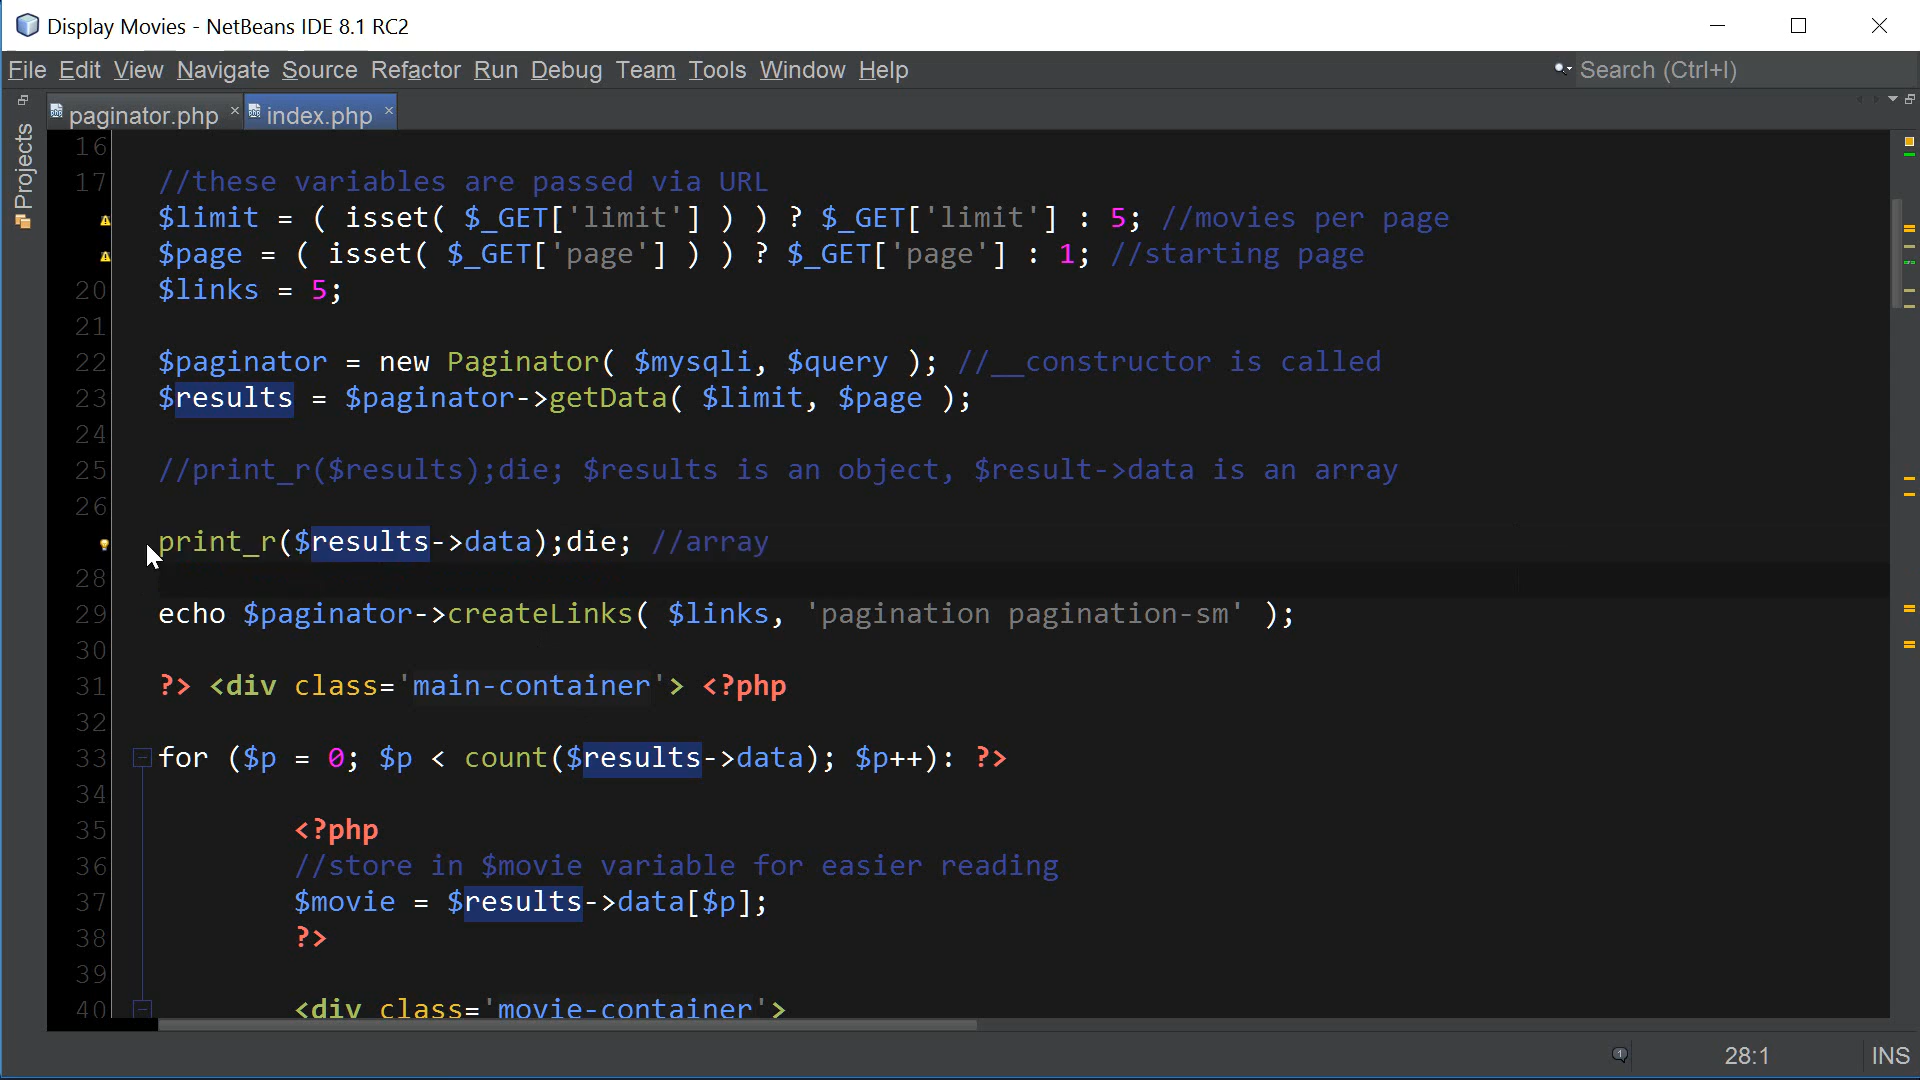 Display Movies - NetBeans IDE 8.1 RC2
File Edit View Navigate Source Refactor Run Debug Team Tools Window Help
Search (Ctrl+I)
Projects
paginator.php
index.php
16
17 //these variables are passed via URL
$limit = ( isset( $_GET['limit'] ) ) ? $_GET['limit'] : 5; //movies per page
$page = ( isset( $_GET['page'] ) ) ? $_GET['page'] : 1; //starting page
20 $links = 5;
21
22 $paginator = new Paginator( $mysqli, $query ); //__constructor is called
23 $results = $paginator->getData( $limit, $page );
24
25 //print_r($results);die; $results is an object, $result->data is an array
26
print_r($results->data);die; //array
28
29 echo $paginator->createLinks( $links, 'pagination pagination-sm' );
30
31 ?> <div class='main-container'> <?php
32
33 for ($p = 0; $p < count($results->data); $p++): ?>
34
35 <?php
36 //store in $movie variable for easier reading
37 $movie = $results->data[$p];
38 ?>
39
40 <div class='movie-container'>
28:1
INS